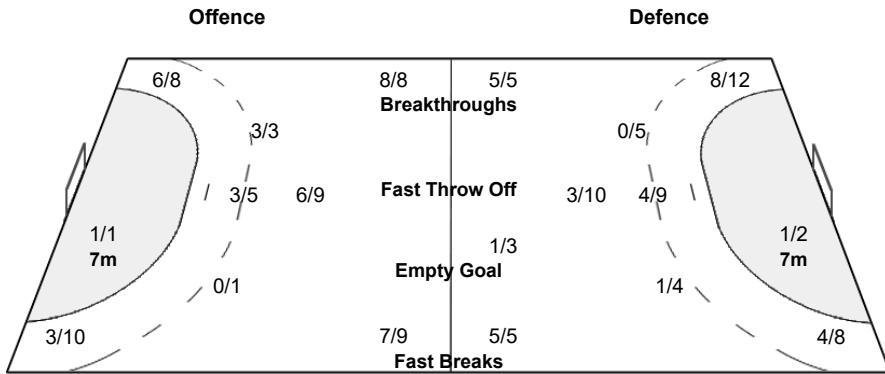 Offence Defence
6/8 8/8 5/5 8/12
Breakthroughs
3/3 0/5
3/5 6/9 Fast Throw Off 3/10 4/9
1/1 1/3 1/2
7m Empty Goal 7m
0/1 1/4
3/10 7/9 5/5 4/8
Fast Breaks